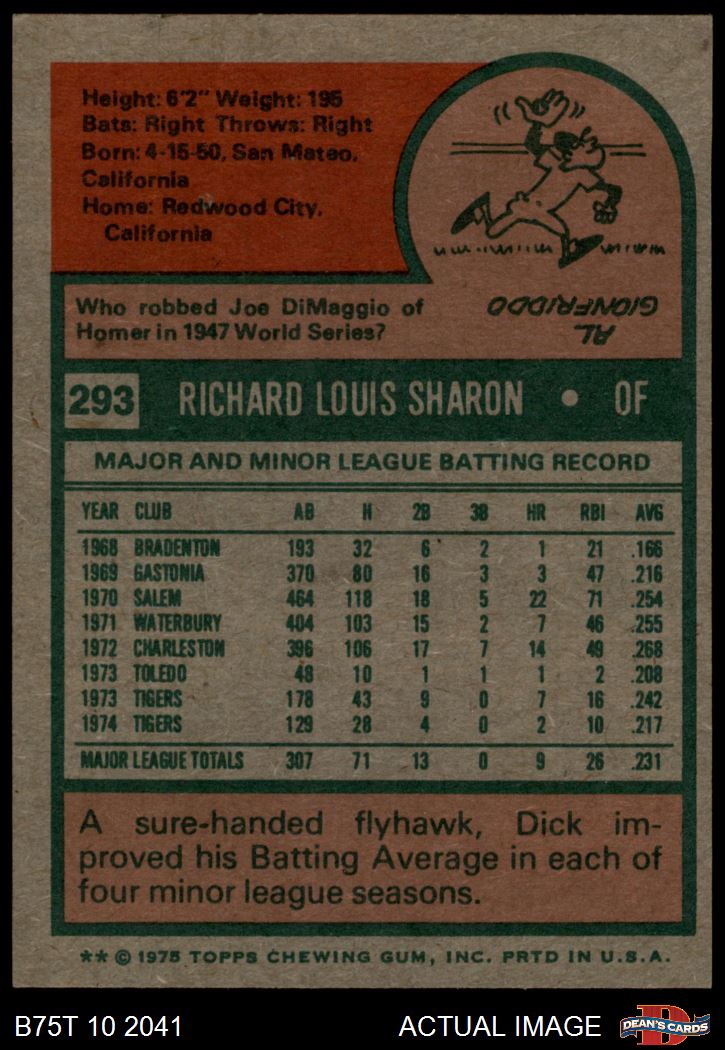 Height: 6'2" Weight: 195
Bats: Right Throws: Right
Born: 4-15-50, San Mateo,
California
Home: Redwood City,
California
Who robbed Joe DiMaggio of
Homer in 1947 World Series?
AL
GIONFRIDDO
293 RICHARD LOUIS SHARON • OF
MAJOR AND MINOR LEAGUE BATTING RECORD
YEAR CLUB AB H 2B 3B HR RBI AVG
1968 BRADENTON 193 32 6 2 1 21 .166
1969 GASTONIA 370 80 16 3 3 47 .216
1970 SALEM 464 118 18 5 22 71 .254
1971 WATERBURY 404 103 15 2 7 46 .255
1972 CHARLESTON 396 106 17 7 14 49 .268
1973 TOLEDO 48 10 1 1 1 2 .208
1973 TIGERS 178 43 9 0 7 16 .242
1974 TIGERS 129 28 4 0 2 10 .217
MAJOR LEAGUE TOTALS 307 71 13 0 9 26 .231
A sure-handed flyhawk, Dick im-
proved his Batting Average in each of
four minor league seasons.
** © 1975 TOPPS CHEWING GUM, INC. PRTD IN U.S.A.
B75T 10 2041 ACTUAL IMAGE D DEAN'S CARDS